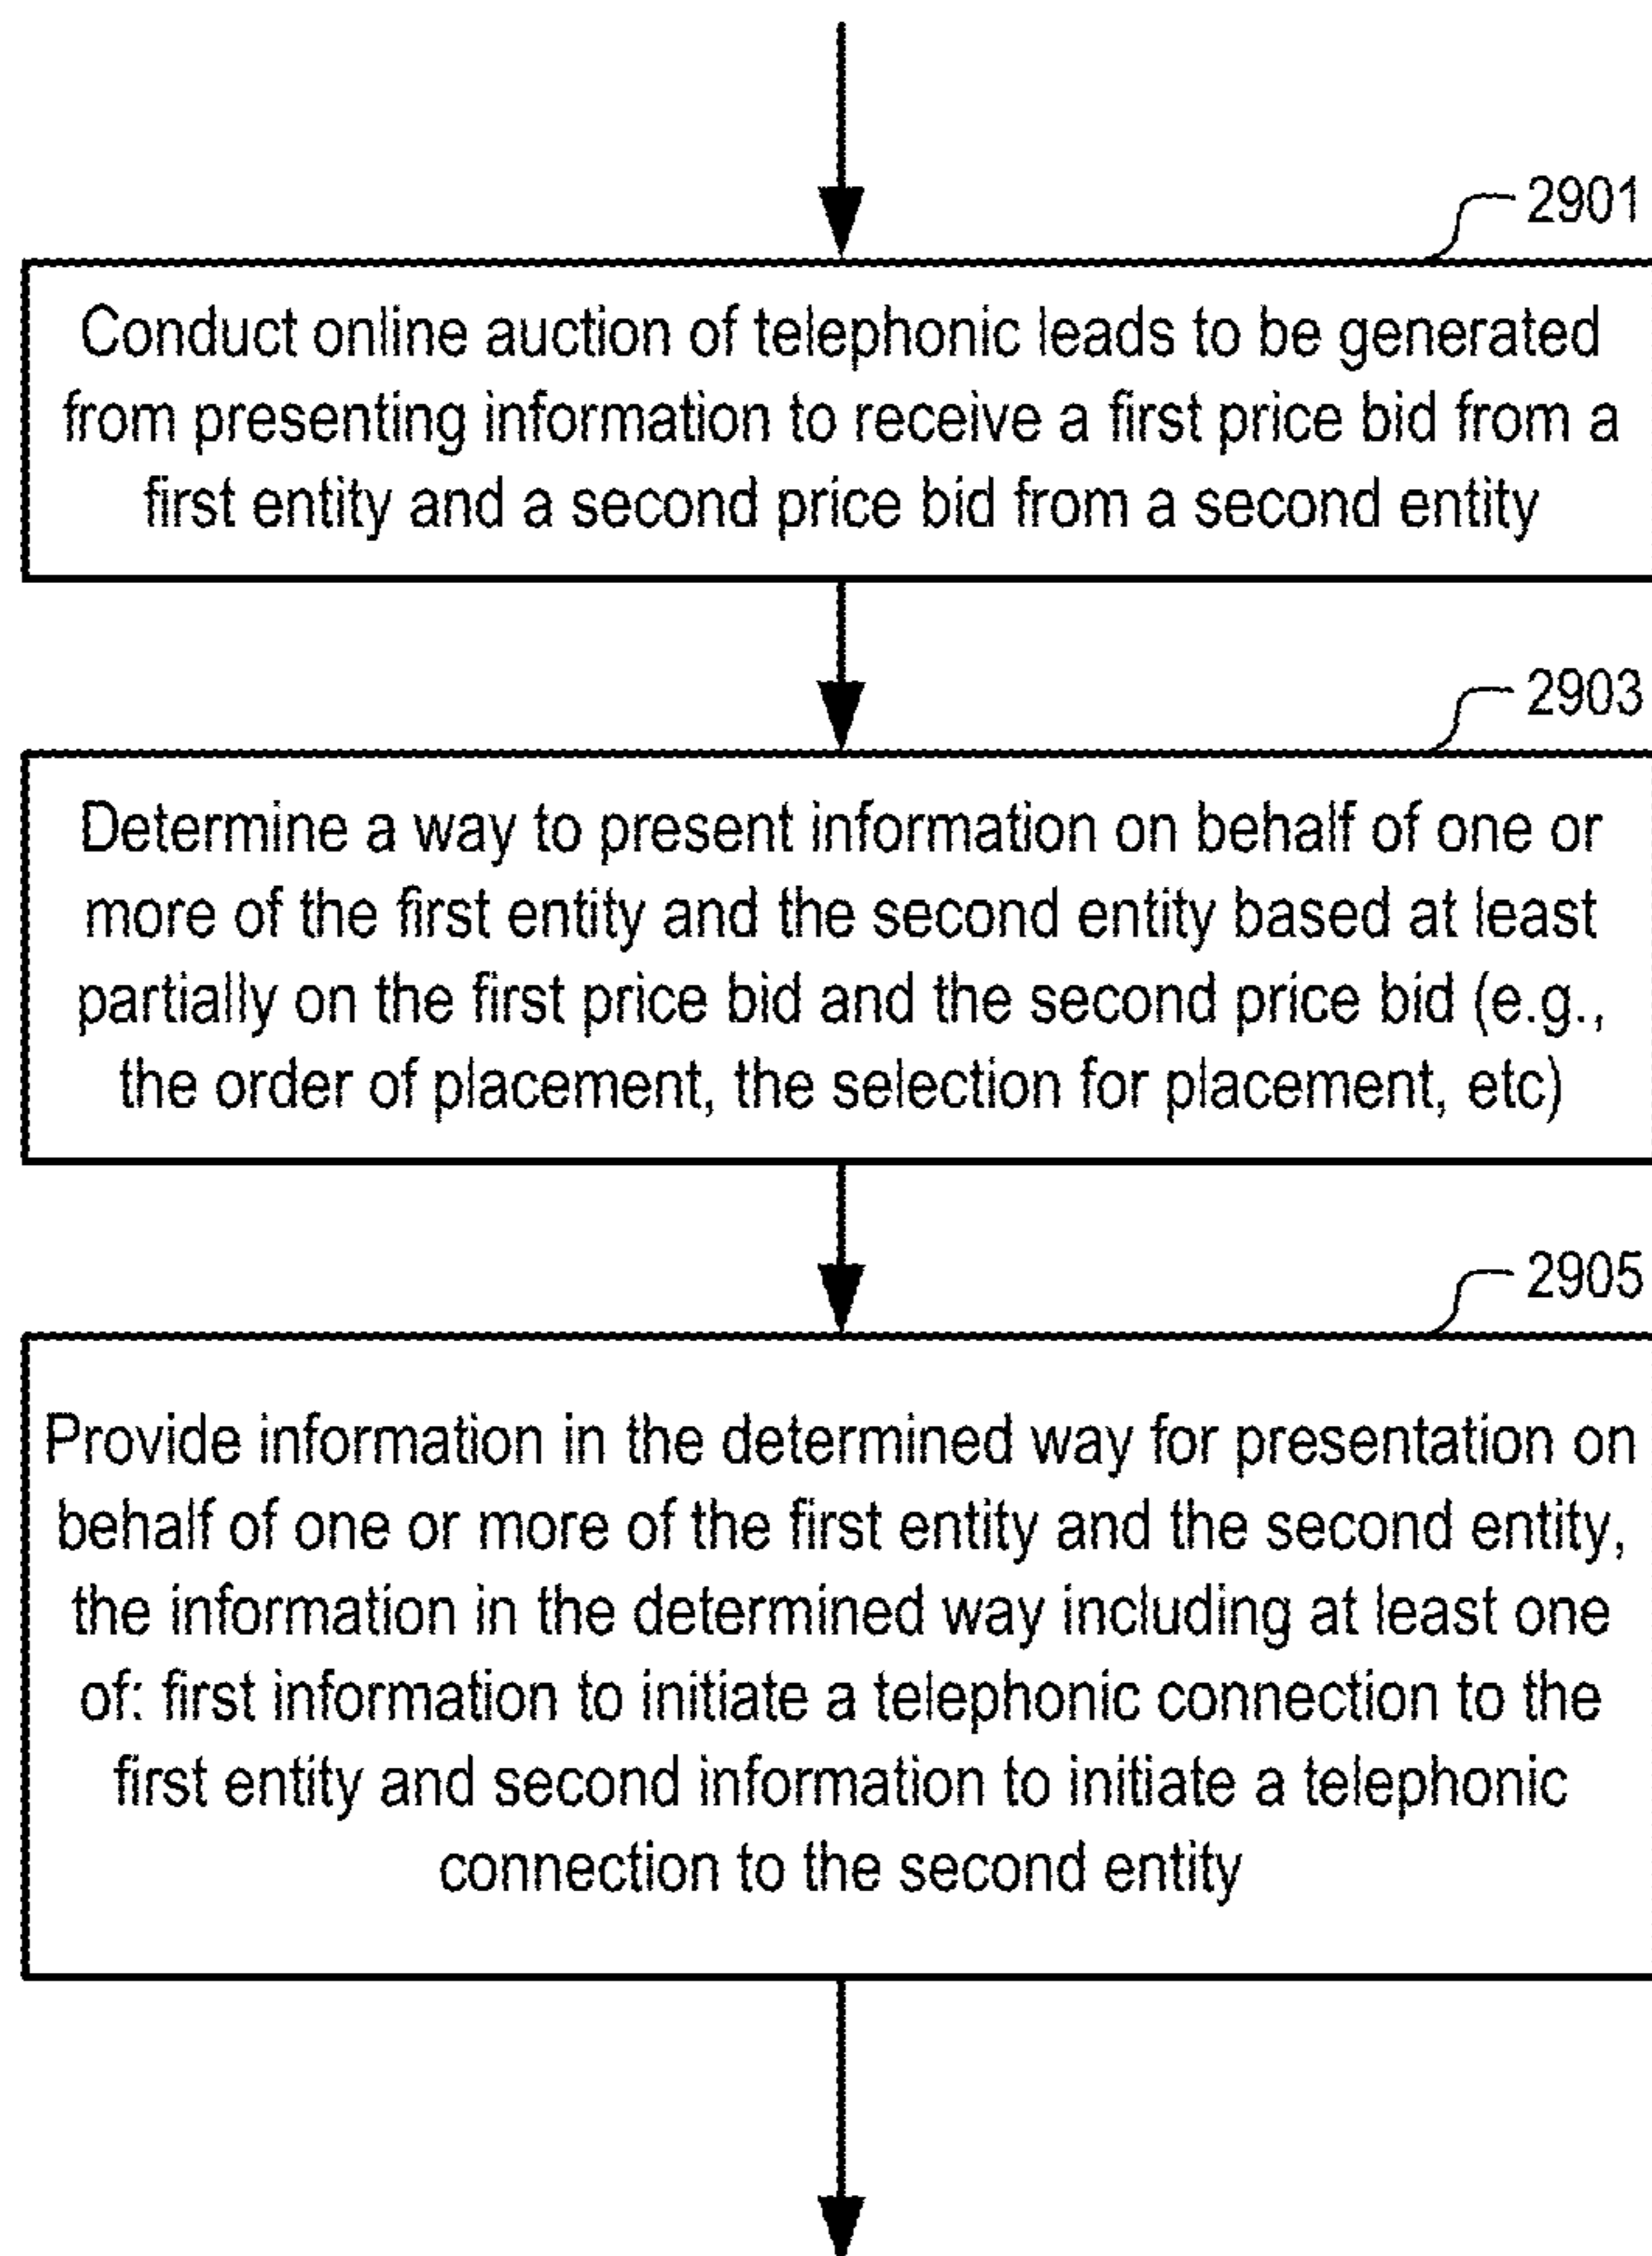 2901
Conduct online auction of telephonic leads to be generated
from presenting information to receive a first price bid from a
first entity and a second price bid from a second entity
2903
Determine a way to present information on behalf of one or
more of the first entity and the second entity based at least
partially on the first price bid and the second price bid (e.g.,
the order of placement, the selection for placement, etc)
2905
Provide information in the determined way for presentation on
behalf of one or more of the first entity and the second entity,
the information in the determined way including at least one
of: first information to initiate a telephonic connection to the
first entity and second information to initiate a telephonic
connection to the second entity